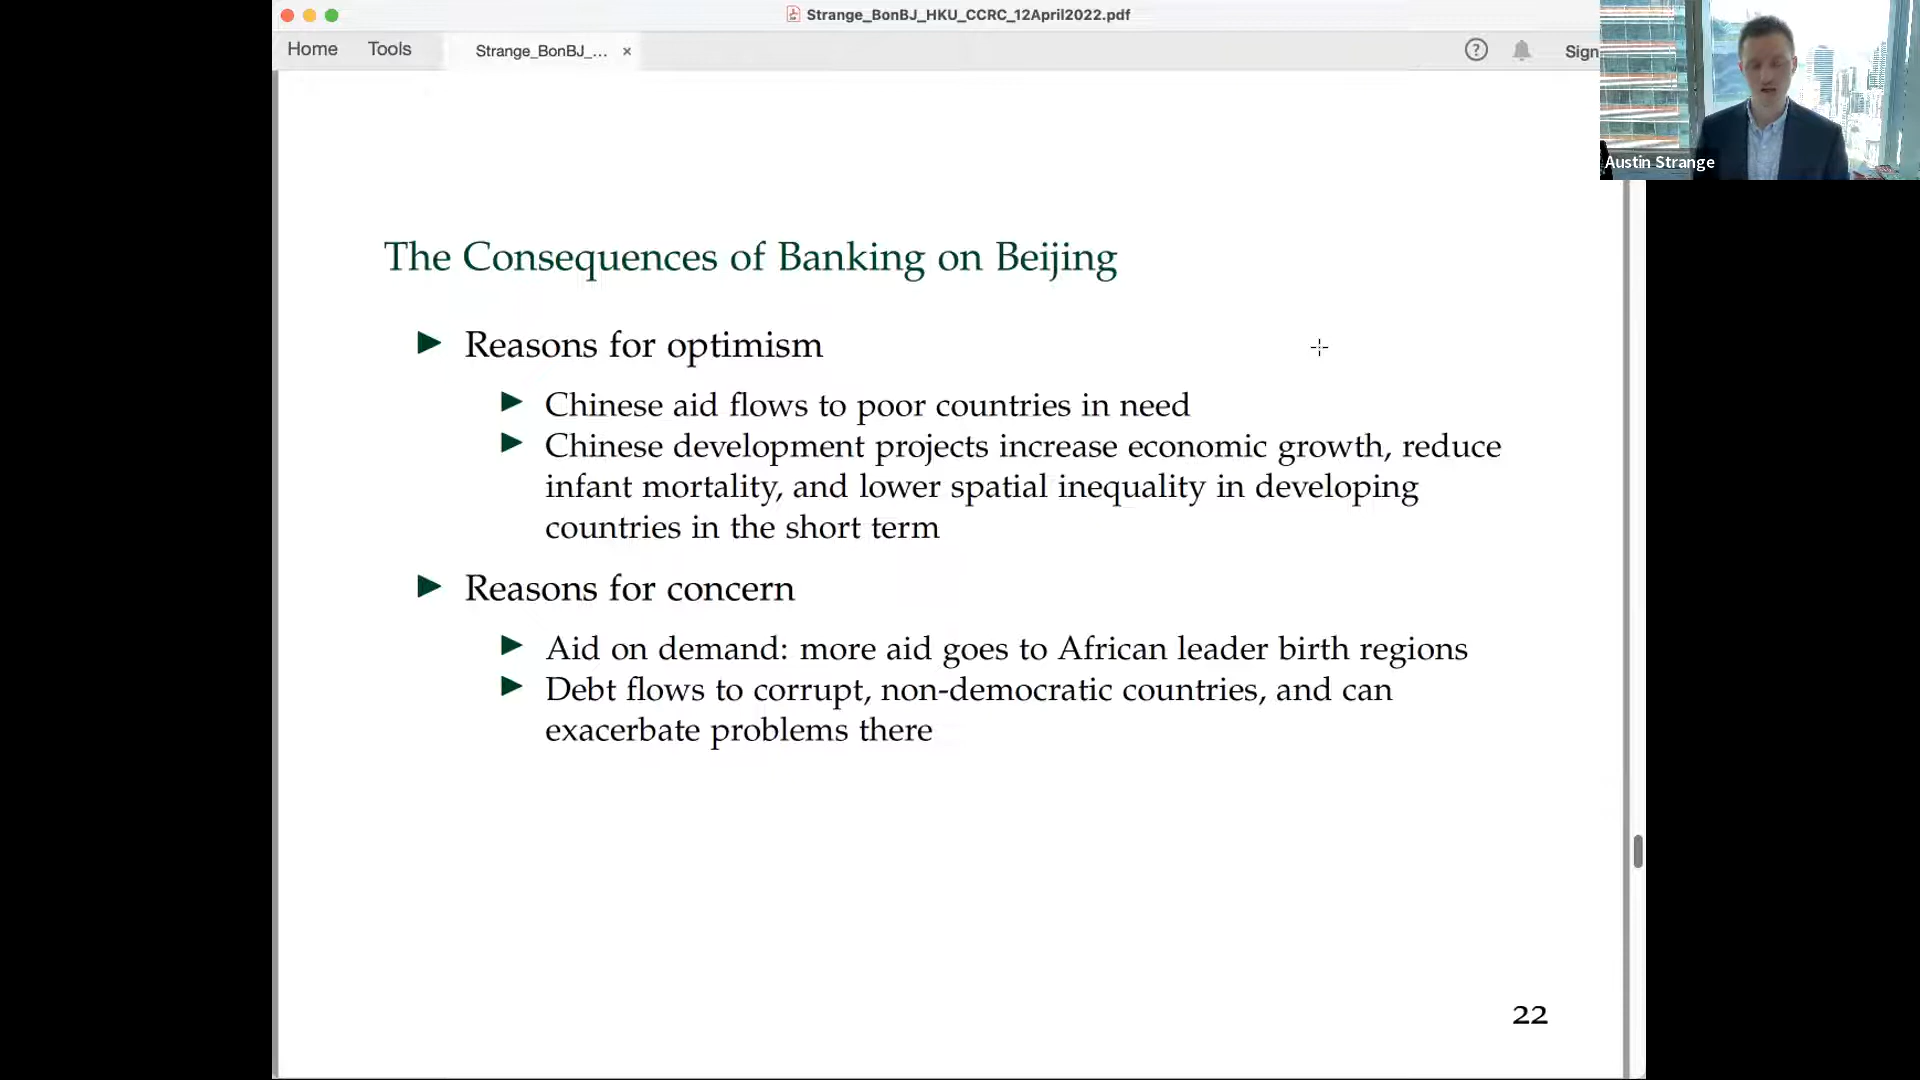 Strange_BonBJ_HKU_CCRC_12April2022.pdf
Home Tools Strange_BonBJ_... × ? Sign
Austin Strange
The Consequences of Banking on Beijing
Reasons for optimism
Chinese aid flows to poor countries in need
Chinese development projects increase economic growth, reduce
infant mortality, and lower spatial inequality in developing
countries in the short term
Reasons for concern
Aid on demand: more aid goes to African leader birth regions
Debt flows to corrupt, non-democratic countries, and can
exacerbate problems there
22